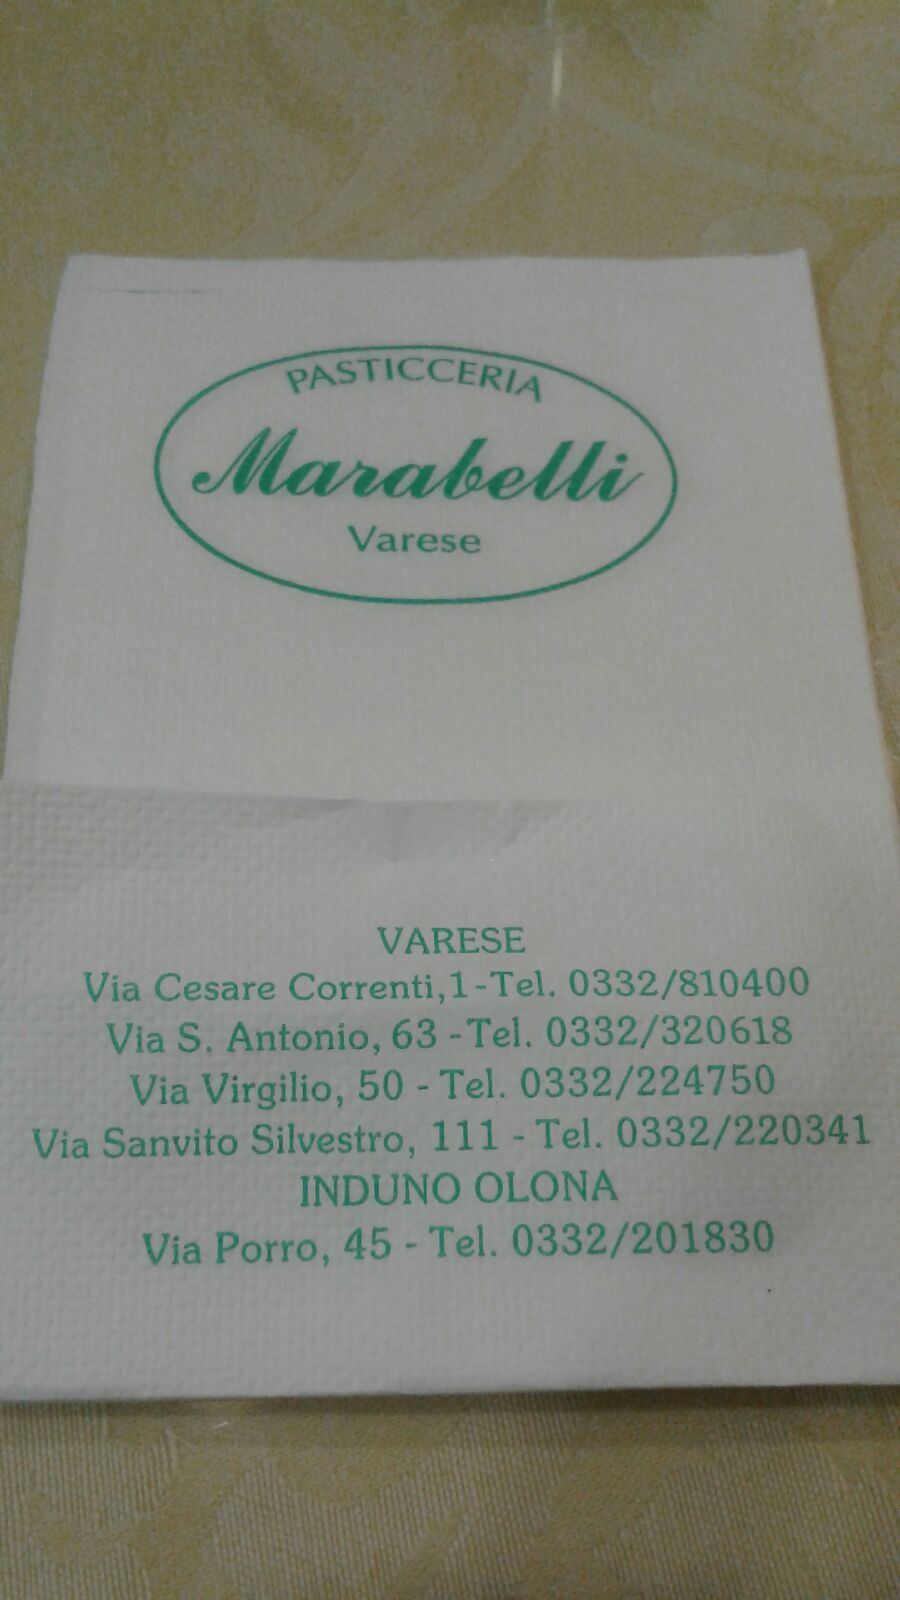 PASTICCERIA
Marabelli
Varese
VARESE
Via Cesare Correnti,1-Tel. 0332/810400
Via S. Antonio, 63 -Tel. 0332/320618
Via Virgilio, 50 - Tel. 0332/224750
Via Sanvito Silvestro, 111 - Tel. 0332/220341
INDUNO OLONA
Via Porro, 45 - Tel. 0332/201830